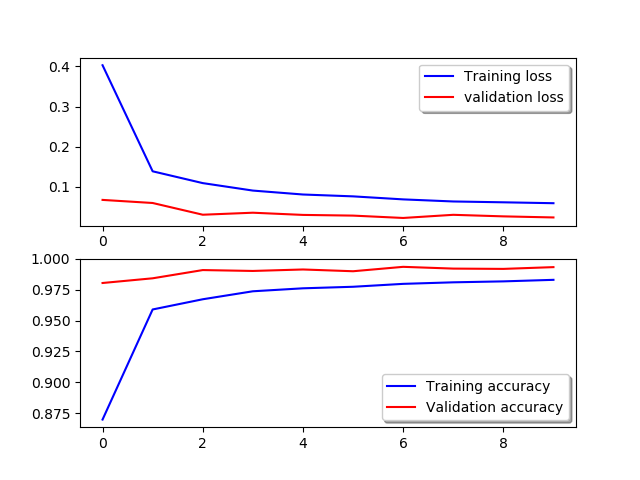 0.4
0.3
0.2
0.1
Training loss
validation loss
0 2 4 6 8
1.000
0.975
0.950
0.925
0.900
0.875
Training accuracy
Validation accuracy
0 2 4 6 8